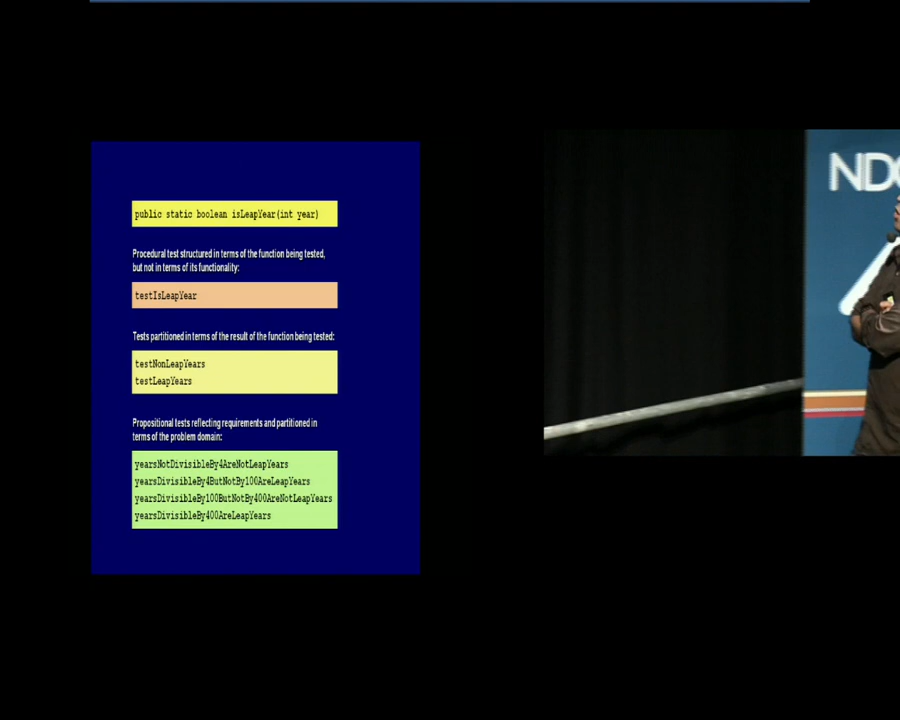 public static boolean isLeapYear(int year)
Procedural test structured in terms of the function being tested,
but not in terms of its functionality:
testIsLeapYear
Tests partitioned in terms of the result of the function being tested:
testNonLeapYears
testLeapYears
Propositional tests reflecting requirements and partitioned in
terms of the problem domain:
yearsNotDivisibleBy4AreNotLeapYears
yearsDivisibleBy4ButNotBy100AreLeapYears
yearsDivisibleBy100ButNotBy400AreNotLeapYears
yearsDivisibleBy400AreLeapYears
NDC